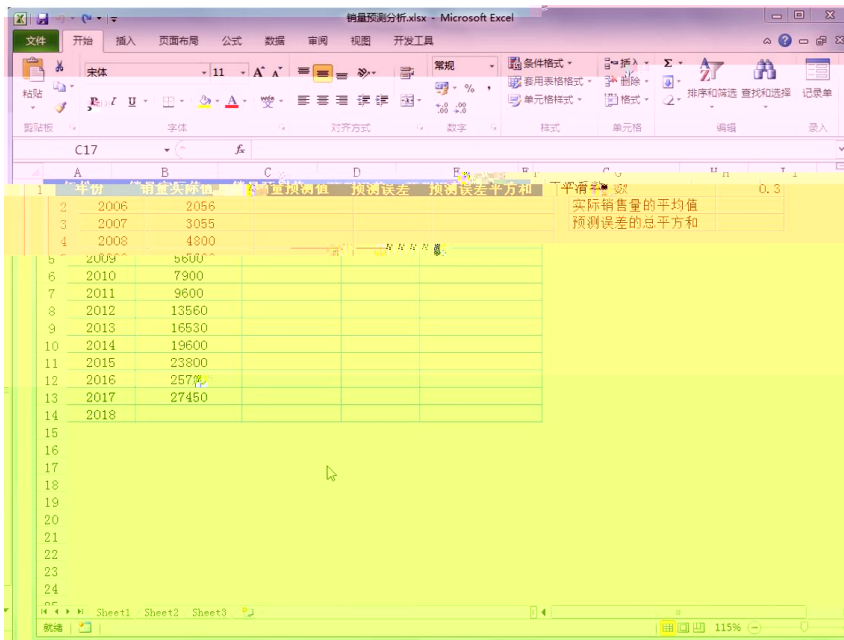 销量预测分析.xlsx - Microsoft Excel
文件 开始 插入 页面布局 公式 数据 审阅 视图 开发工具
宋体 11 A A 常规 条件格式 插入 Σ
粘贴 % 套用表格格式 删除 排序和筛选 查找和选择 记录单
U A 单元格样式 格式
剪贴板 字体 对齐方式 数字 样式 单元格 编辑 录入
C17 fx
A B C D
1 年份 销量实际值 销量预测值 预测误差 预测误差平方和 0.3
2 2006 2056 实际销售量的平均值
3 2007 3055 预测误差的总平方和
4 2008 4800
5 2009 5600
6 2010 7900
7 2011 9600
8 2012 13560
9 2013 16530
10 2014 19600
11 2015 23800
12 2016
13 2017 27450
14 2018
15
16
17
18
19
20
21
22
23
24
Sheet1 Sheet2 Sheet3
就绪 115%